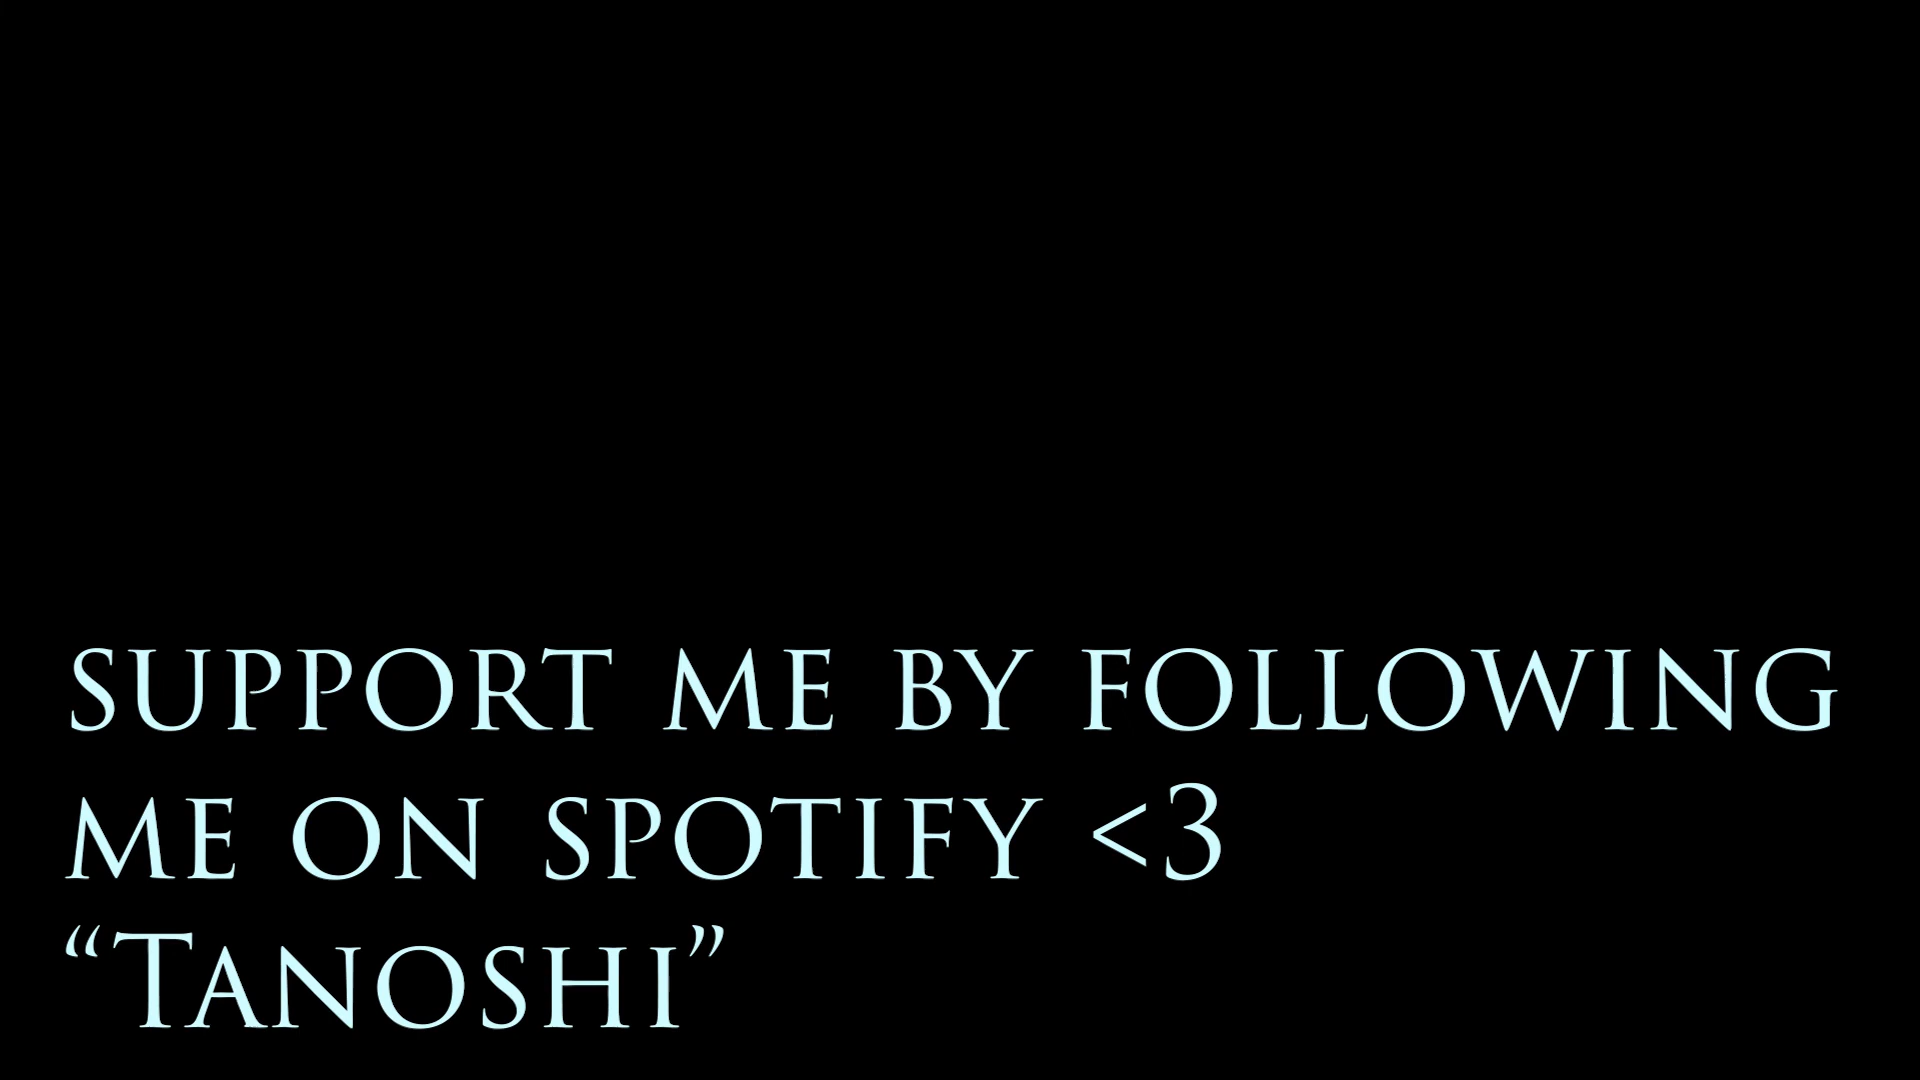 support me by following
me on spotify <3
“Tanoshi”